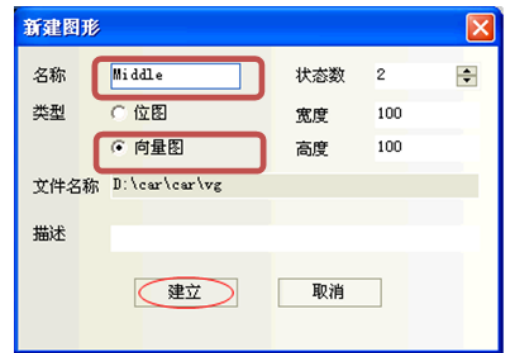 新建图形
名称 Middle 状态数 2
类型 位图 宽度 100
向量图 高度 100
文件名称 D:\car\car\vg
描述
建立 取消